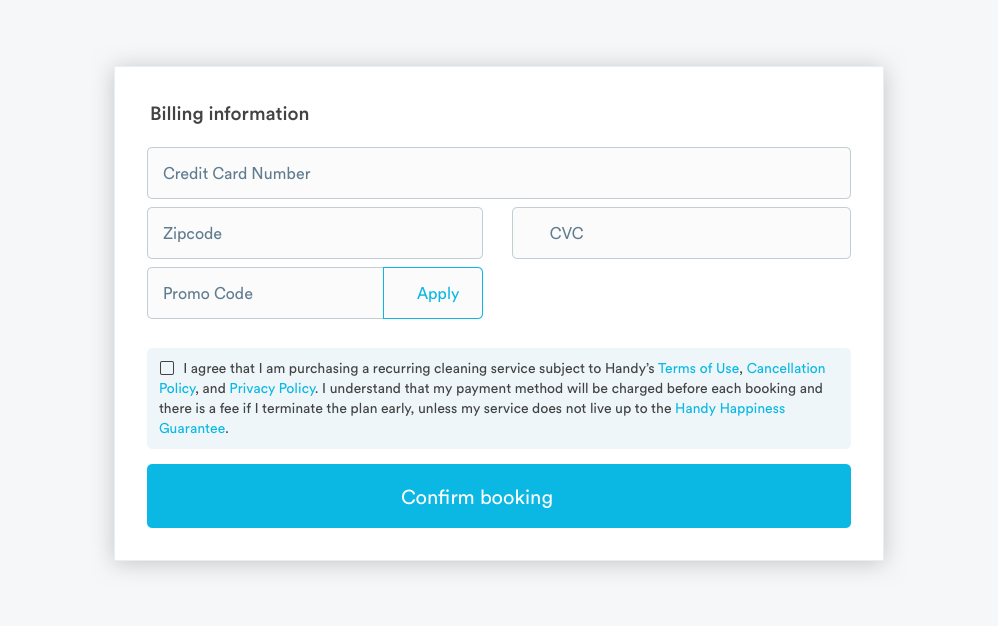 Billing information
Credit Card Number
Zipcode
CVC
Promo Code
Apply
I agree that I am purchasing a recurring cleaning service subject to Handy’s Terms of Use, Cancellation
Policy, and Privacy Policy. I understand that my payment method will be charged before each booking and
there is a fee if I terminate the plan early, unless my service does not live up to the Handy Happiness
Guarantee.
Confirm booking